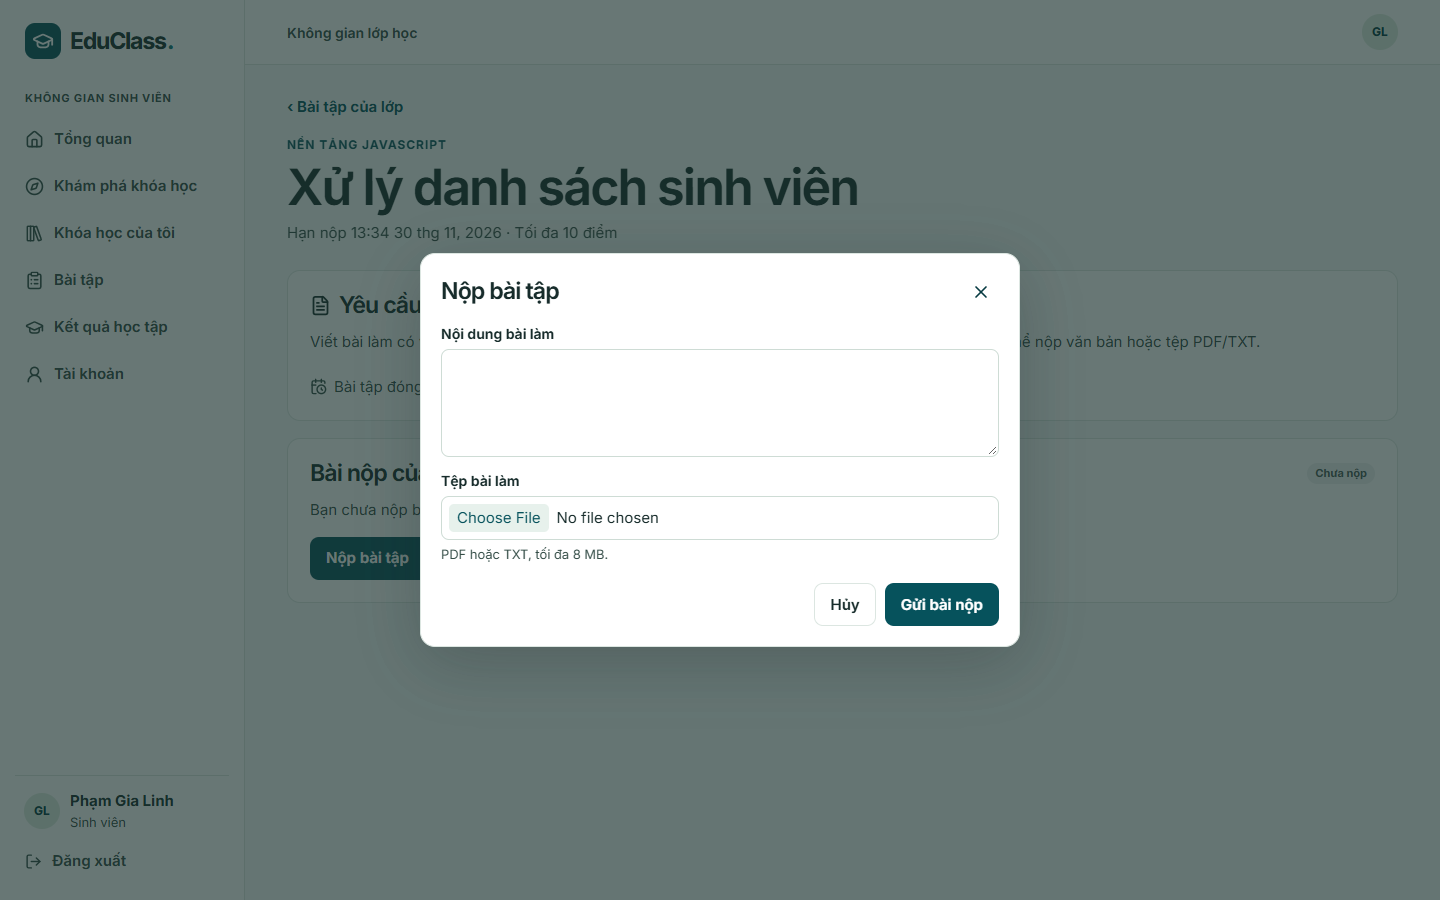 EduClass.
KHÔNG GIAN SINH VIÊN
Tổng quan
Khám phá khóa học
Khóa học của tôi
Bài tập
Kết quả học tập
Tài khoản
GL
Phạm Gia Linh
Sinh viên
Đăng xuất
Không gian lớp học
GL
‹ Bài tập của lớp
NỀN TẢNG JAVASCRIPT
Xử lý danh sách sinh viên
Hạn nộp 13:34 30 thg 11, 2026 · Tối đa 10 điểm
Yêu cầu
Viết bài làm có
nộp văn bản hoặc tệp PDF/TXT.
Bài tập đóng
Bài nộp
Chưa nộp
Bạn chưa nộp
Nộp bài tập
Nộp bài tập
Nội dung bài làm
Tệp bài làm
Choose File No file chosen
PDF hoặc TXT, tối đa 8 MB.
Hủy
Gửi bài nộp